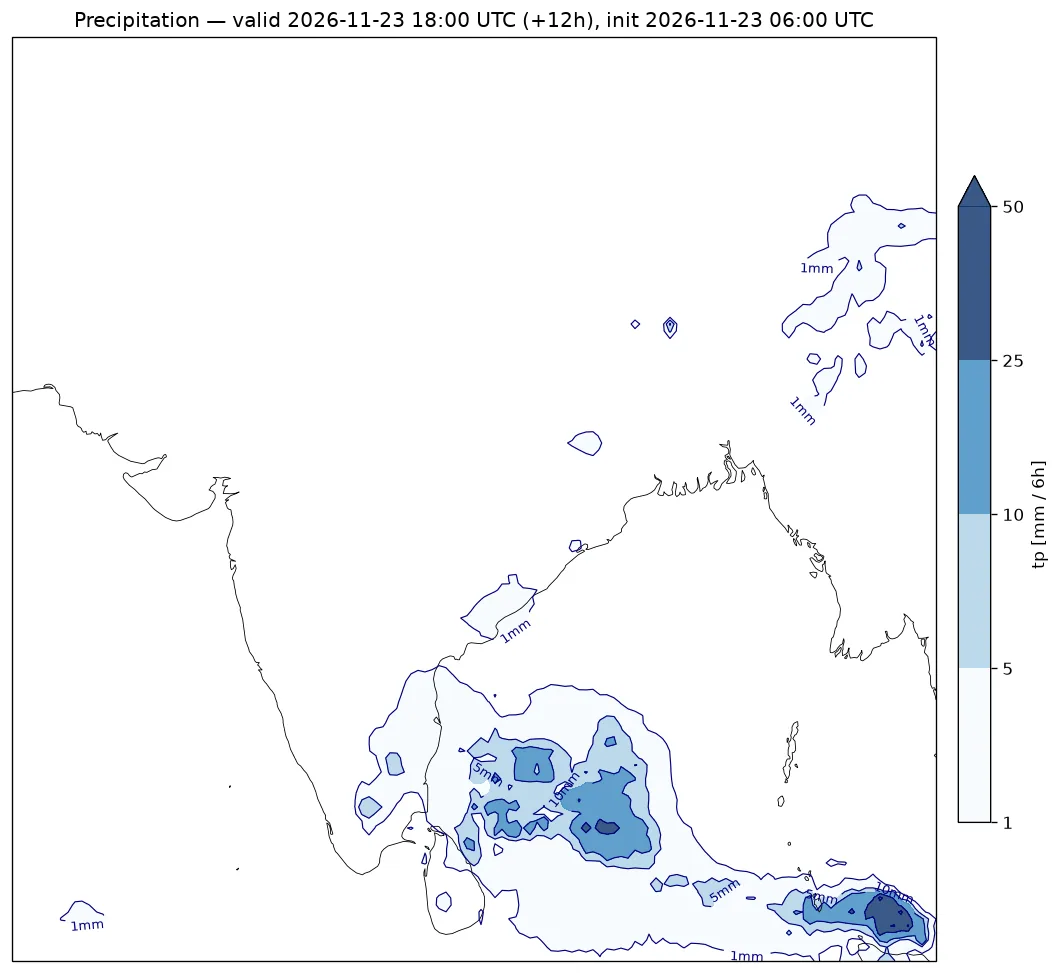 Precipitation — valid 2026-11-23 18:00 UTC (+12h), init 2026-11-23 06:00 UTC
50
1mm
1mm
25
1mm
tp [mm / 6h]
10
1mm
5
5mm
10mm
1
5mm
5mm
10mm
1mm
1mm